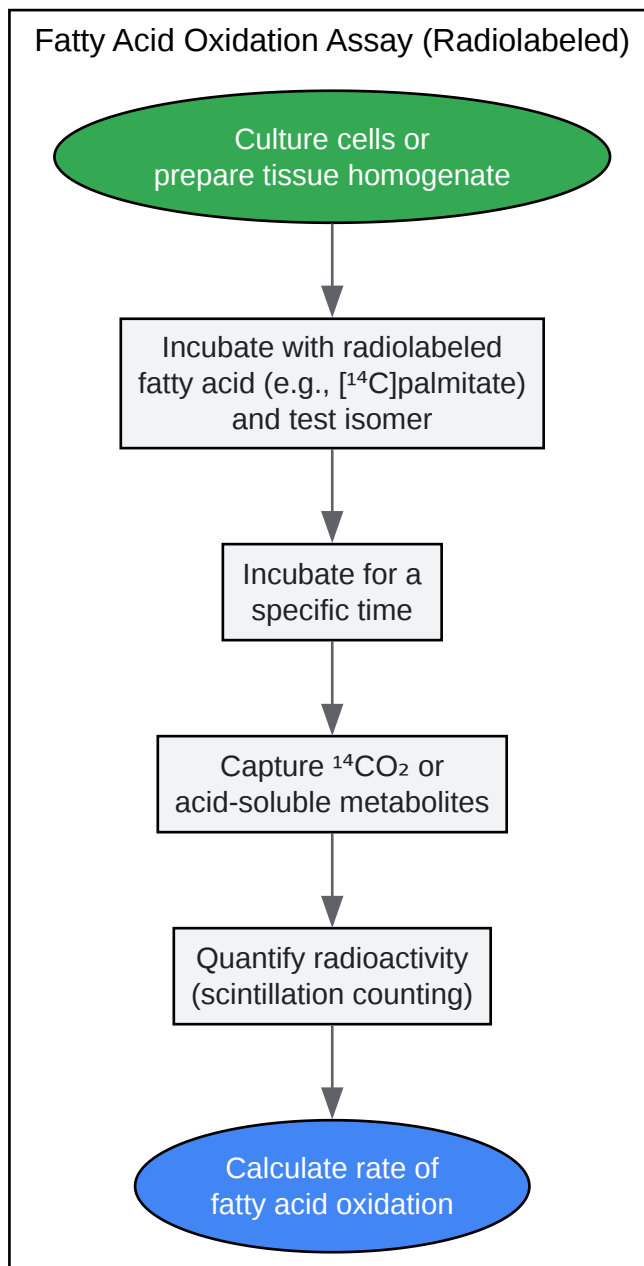 Fatty Acid Oxidation Assay (Radiolabeled)
Culture cells or
prepare tissue homogenate
Incubate with radiolabeled
fatty acid (e.g., [¹⁴C]palmitate)
and test isomer
Incubate for a
specific time
Capture ¹⁴CO₂ or
acid-soluble metabolites
Quantify radioactivity
(scintillation counting)
Calculate rate of
fatty acid oxidation